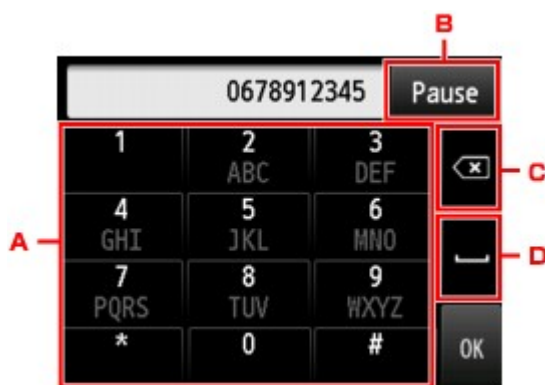 B
0678912345 Pause
1 2 3
ABC DEF
C
4 5 6
GHI JKL MNO
A
D
7 8 9
PQRS TUV WXYZ
* 0 # OK